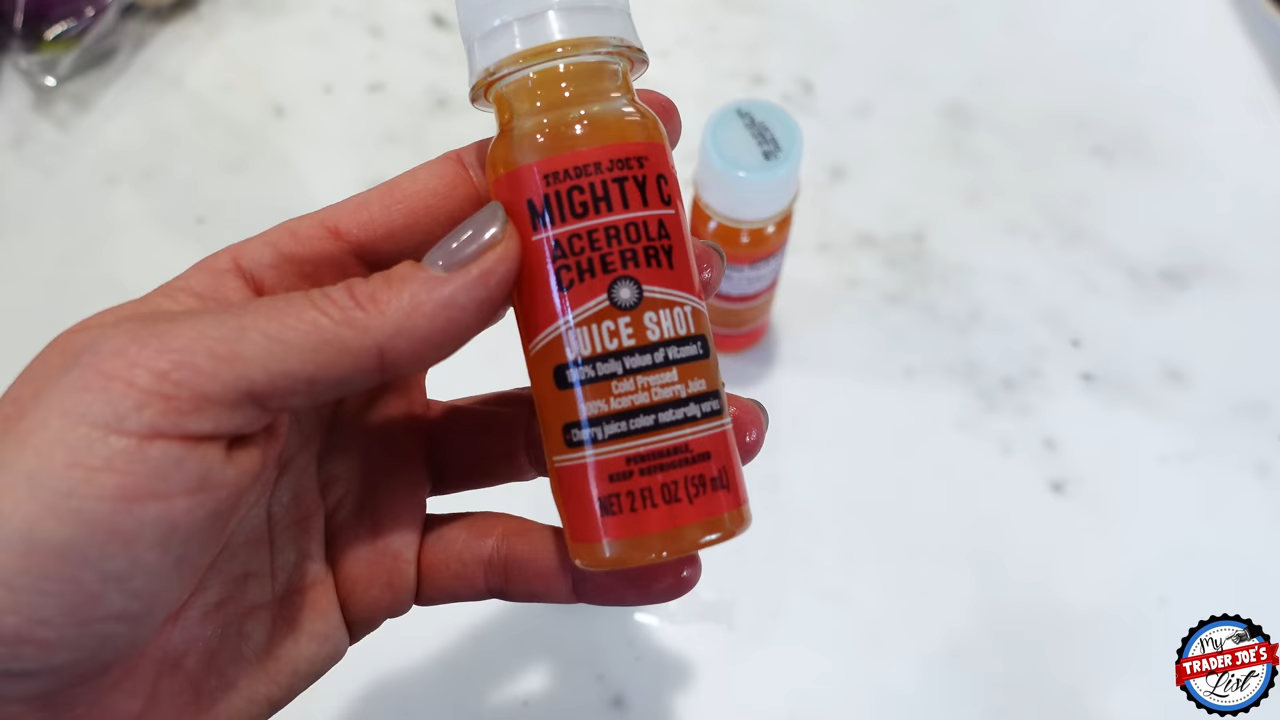 TRADER JOE'S
MIGHTY C
ACEROLA
CHERRY
JUICE SHOT
Daily Value of Vitamin C
Cold Pressed
100% Acerola Cherry Juice
Cherry juice color naturally varies
PERISHABLE,
KEEP REFRIGERATED
NET 2 FL OZ (59 mL)
My
TRADER JOE'S
List